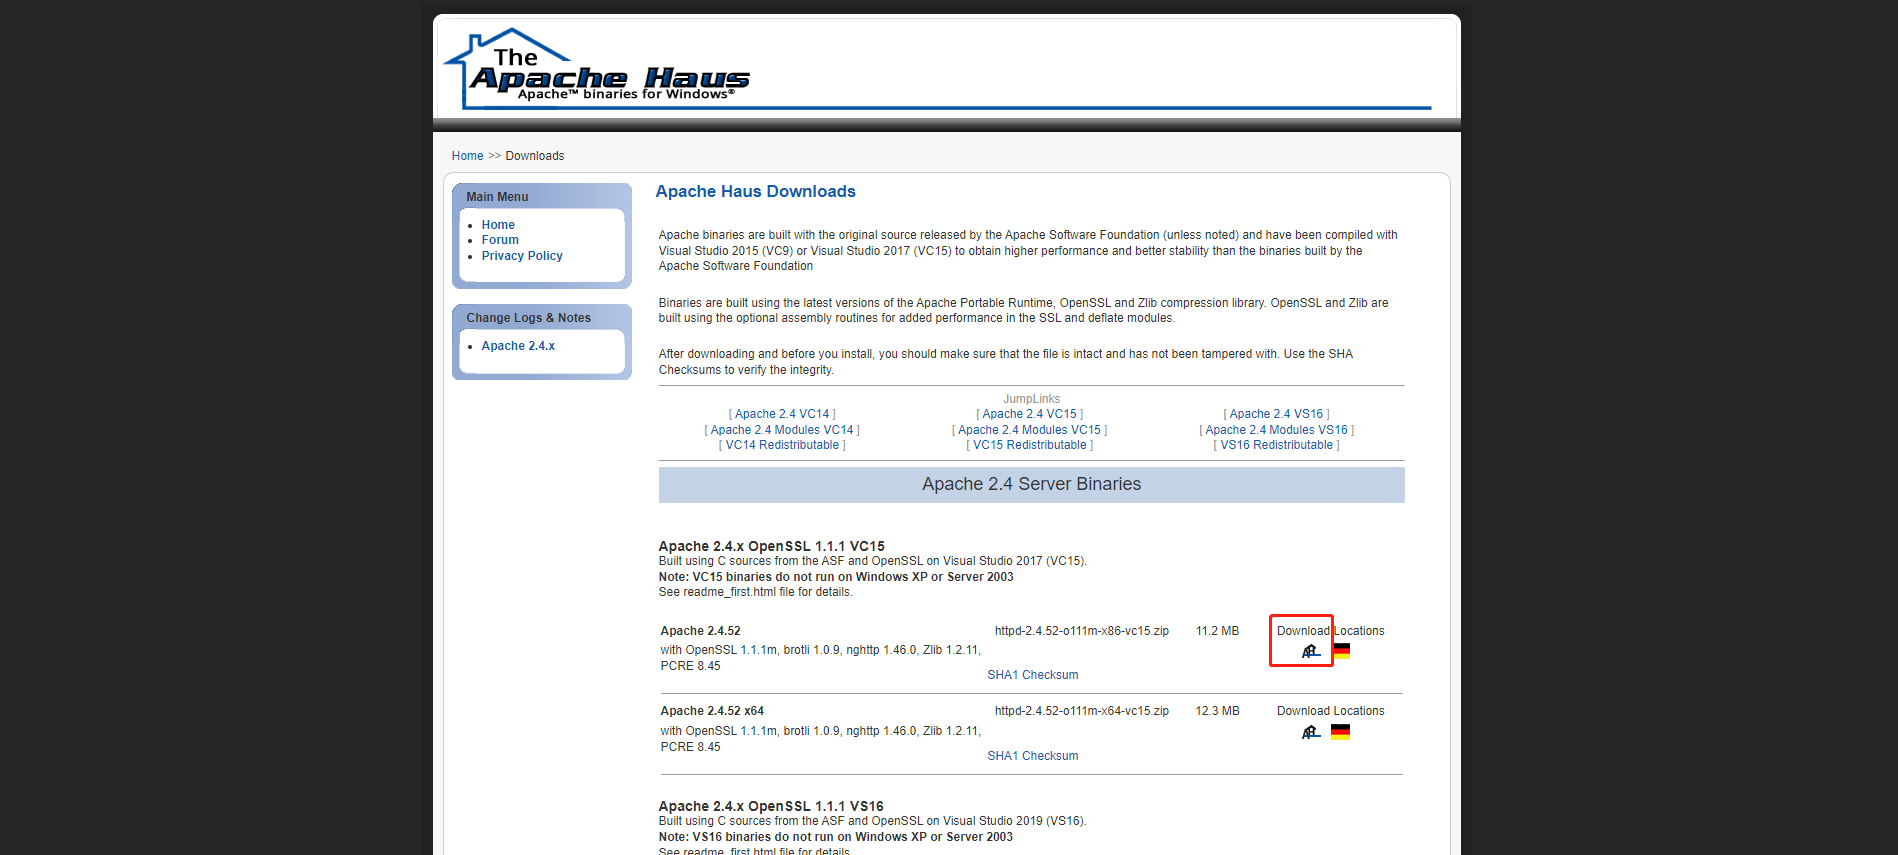 The
Apache Haus
Apache™ binaries for Windows®
Home >> Downloads
Main Menu
Home
Forum
Privacy Policy
Change Logs & Notes
Apache 2.4.x
Apache Haus Downloads
Apache binaries are built with the original source released by the Apache Software Foundation (unless noted) and have been compiled with
Visual Studio 2015 (VC9) or Visual Studio 2017 (VC15) to obtain higher performance and better stability than the binaries built by the
Apache Software Foundation
Binaries are built using the latest versions of the Apache Portable Runtime, OpenSSL and Zlib compression library. OpenSSL and Zlib are
built using the optional assembly routines for added performance in the SSL and deflate modules.
After downloading and before you install, you should make sure that the file is intact and has not been tampered with. Use the SHA
Checksums to verify the integrity.
JumpLinks
[ Apache 2.4 VC14 ] [ Apache 2.4 VC15 ] [ Apache 2.4 VS16 ]
[ Apache 2.4 Modules VC14 ] [ Apache 2.4 Modules VC15 ] [ Apache 2.4 Modules VS16 ]
[ VC14 Redistributable ] [ VC15 Redistributable ] [ VS16 Redistributable ]
Apache 2.4 Server Binaries
Apache 2.4.x OpenSSL 1.1.1 VC15
Built using C sources from the ASF and OpenSSL on Visual Studio 2017 (VC15).
Note: VC15 binaries do not run on Windows XP or Server 2003
See readme_first.html file for details.
Apache 2.4.52 httpd-2.4.52-o111m-x86-vc15.zip 11.2 MB Download Locations
with OpenSSL 1.1.1m, brotli 1.0.9, nghttp 1.46.0, Zlib 1.2.11,
PCRE 8.45
SHA1 Checksum
Apache 2.4.52 x64 httpd-2.4.52-o111m-x64-vc15.zip 12.3 MB Download Locations
with OpenSSL 1.1.1m, brotli 1.0.9, nghttp 1.46.0, Zlib 1.2.11,
PCRE 8.45
SHA1 Checksum
Apache 2.4.x OpenSSL 1.1.1 VS16
Built using C sources from the ASF and OpenSSL on Visual Studio 2019 (VS16).
Note: VS16 binaries do not run on Windows XP or Server 2003
See readme_first.html file for details.